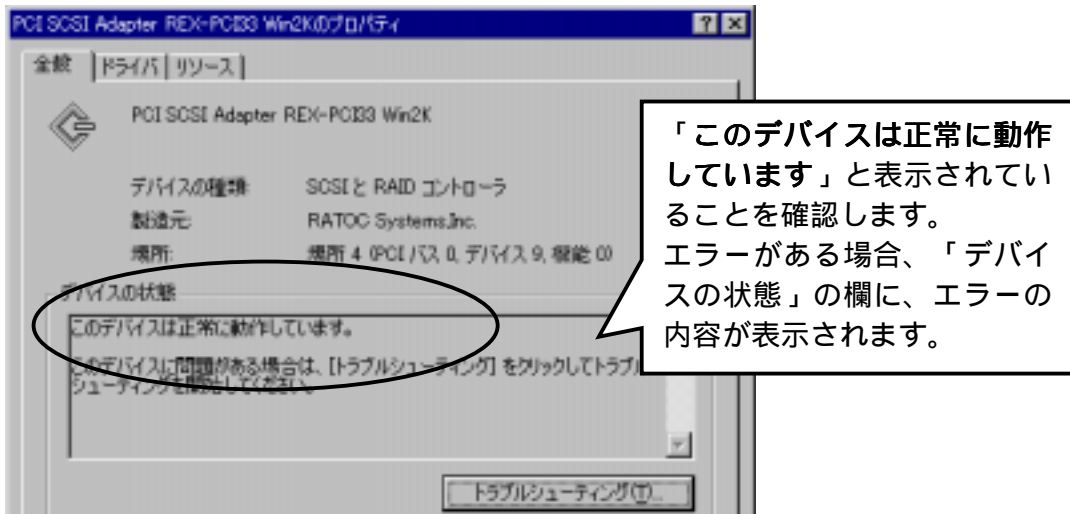 PCI SCSI Adapter REX-PCI33 Win2Kのプロパティ
全般 ドライバ リソース
PCI SCSI Adapter REX-PCI33 Win2K
デバイスの種類: SCSI と RAID コントローラ
製造元: RATOC Systems,Inc.
場所: 場所 4 (PCI バス 0, デバイス 9, 機能 0)
デバイスの状態
このデバイスは正常に動作しています。
このデバイスに問題がある場合は、[トラブルシューティング] をクリックしてトラブル
シューティングを開始してください。
トラブルシューティング(T)...
「このデバイスは正常に動作
しています」と表示されてい
ることを確認します。
エラーがある場合、「デバイ
スの状態」の欄に、エラーの
内容が表示されます。